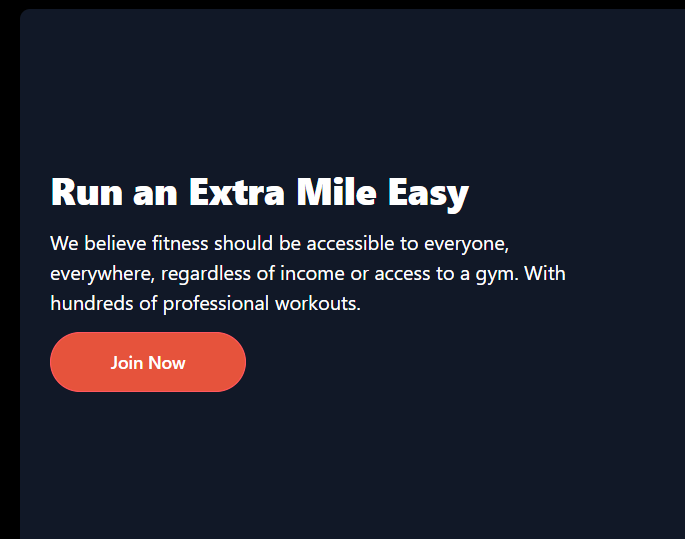 Run an Extra Mile Easy
We believe fitness should be accessible to everyone,
everywhere, regardless of income or access to a gym. With
hundreds of professional workouts.
Join Now